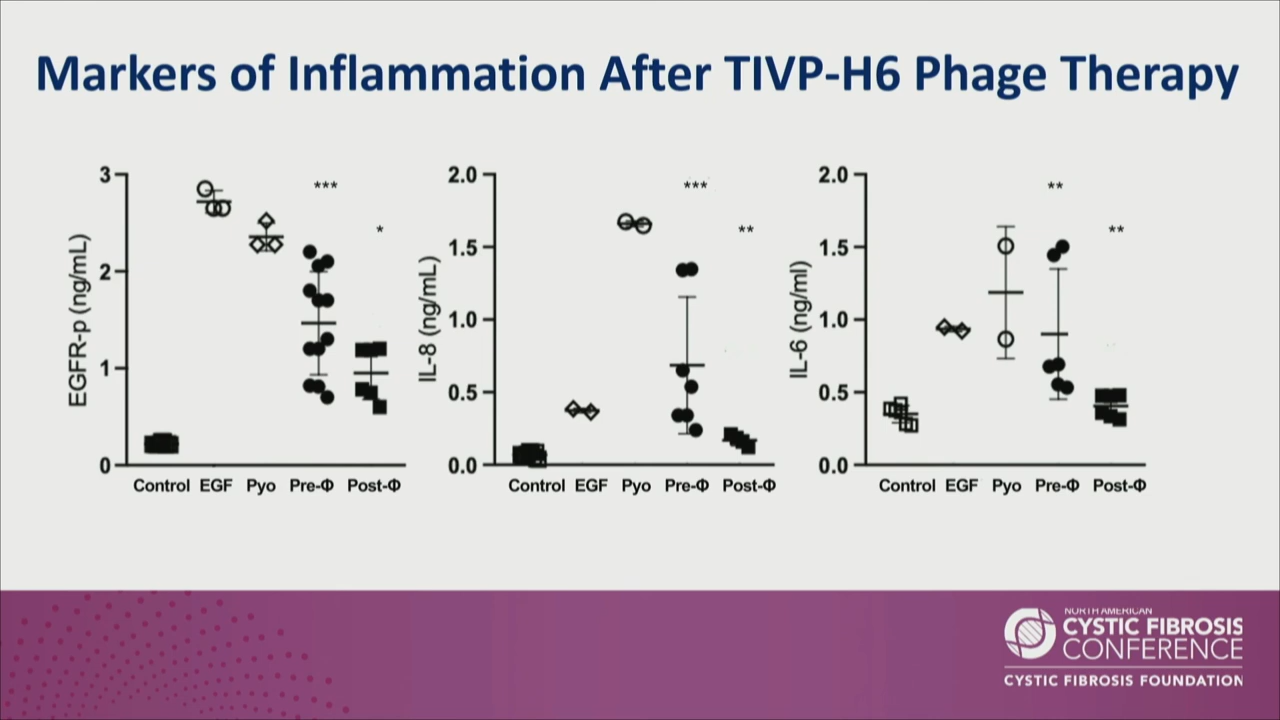 Markers of Inflammation After TIVP-H6 Phage Therapy
EGFR-p (ng/mL)
3
2
1
0
***
*
Control EGF Pyo Pre-Φ Post-Φ
IL-8 (ng/mL)
2.0
1.5
1.0
0.5
0.0
***
**
Control EGF Pyo Pre-Φ Post-Φ
IL-6 (ng/ml)
2.0
1.5
1.0
0.5
0.0
**
**
Control EGF Pyo Pre-Φ Post-Φ
NORTH AMERICAN
CYSTIC FIBROSIS
CONFERENCE
CYSTIC FIBROSIS FOUNDATION